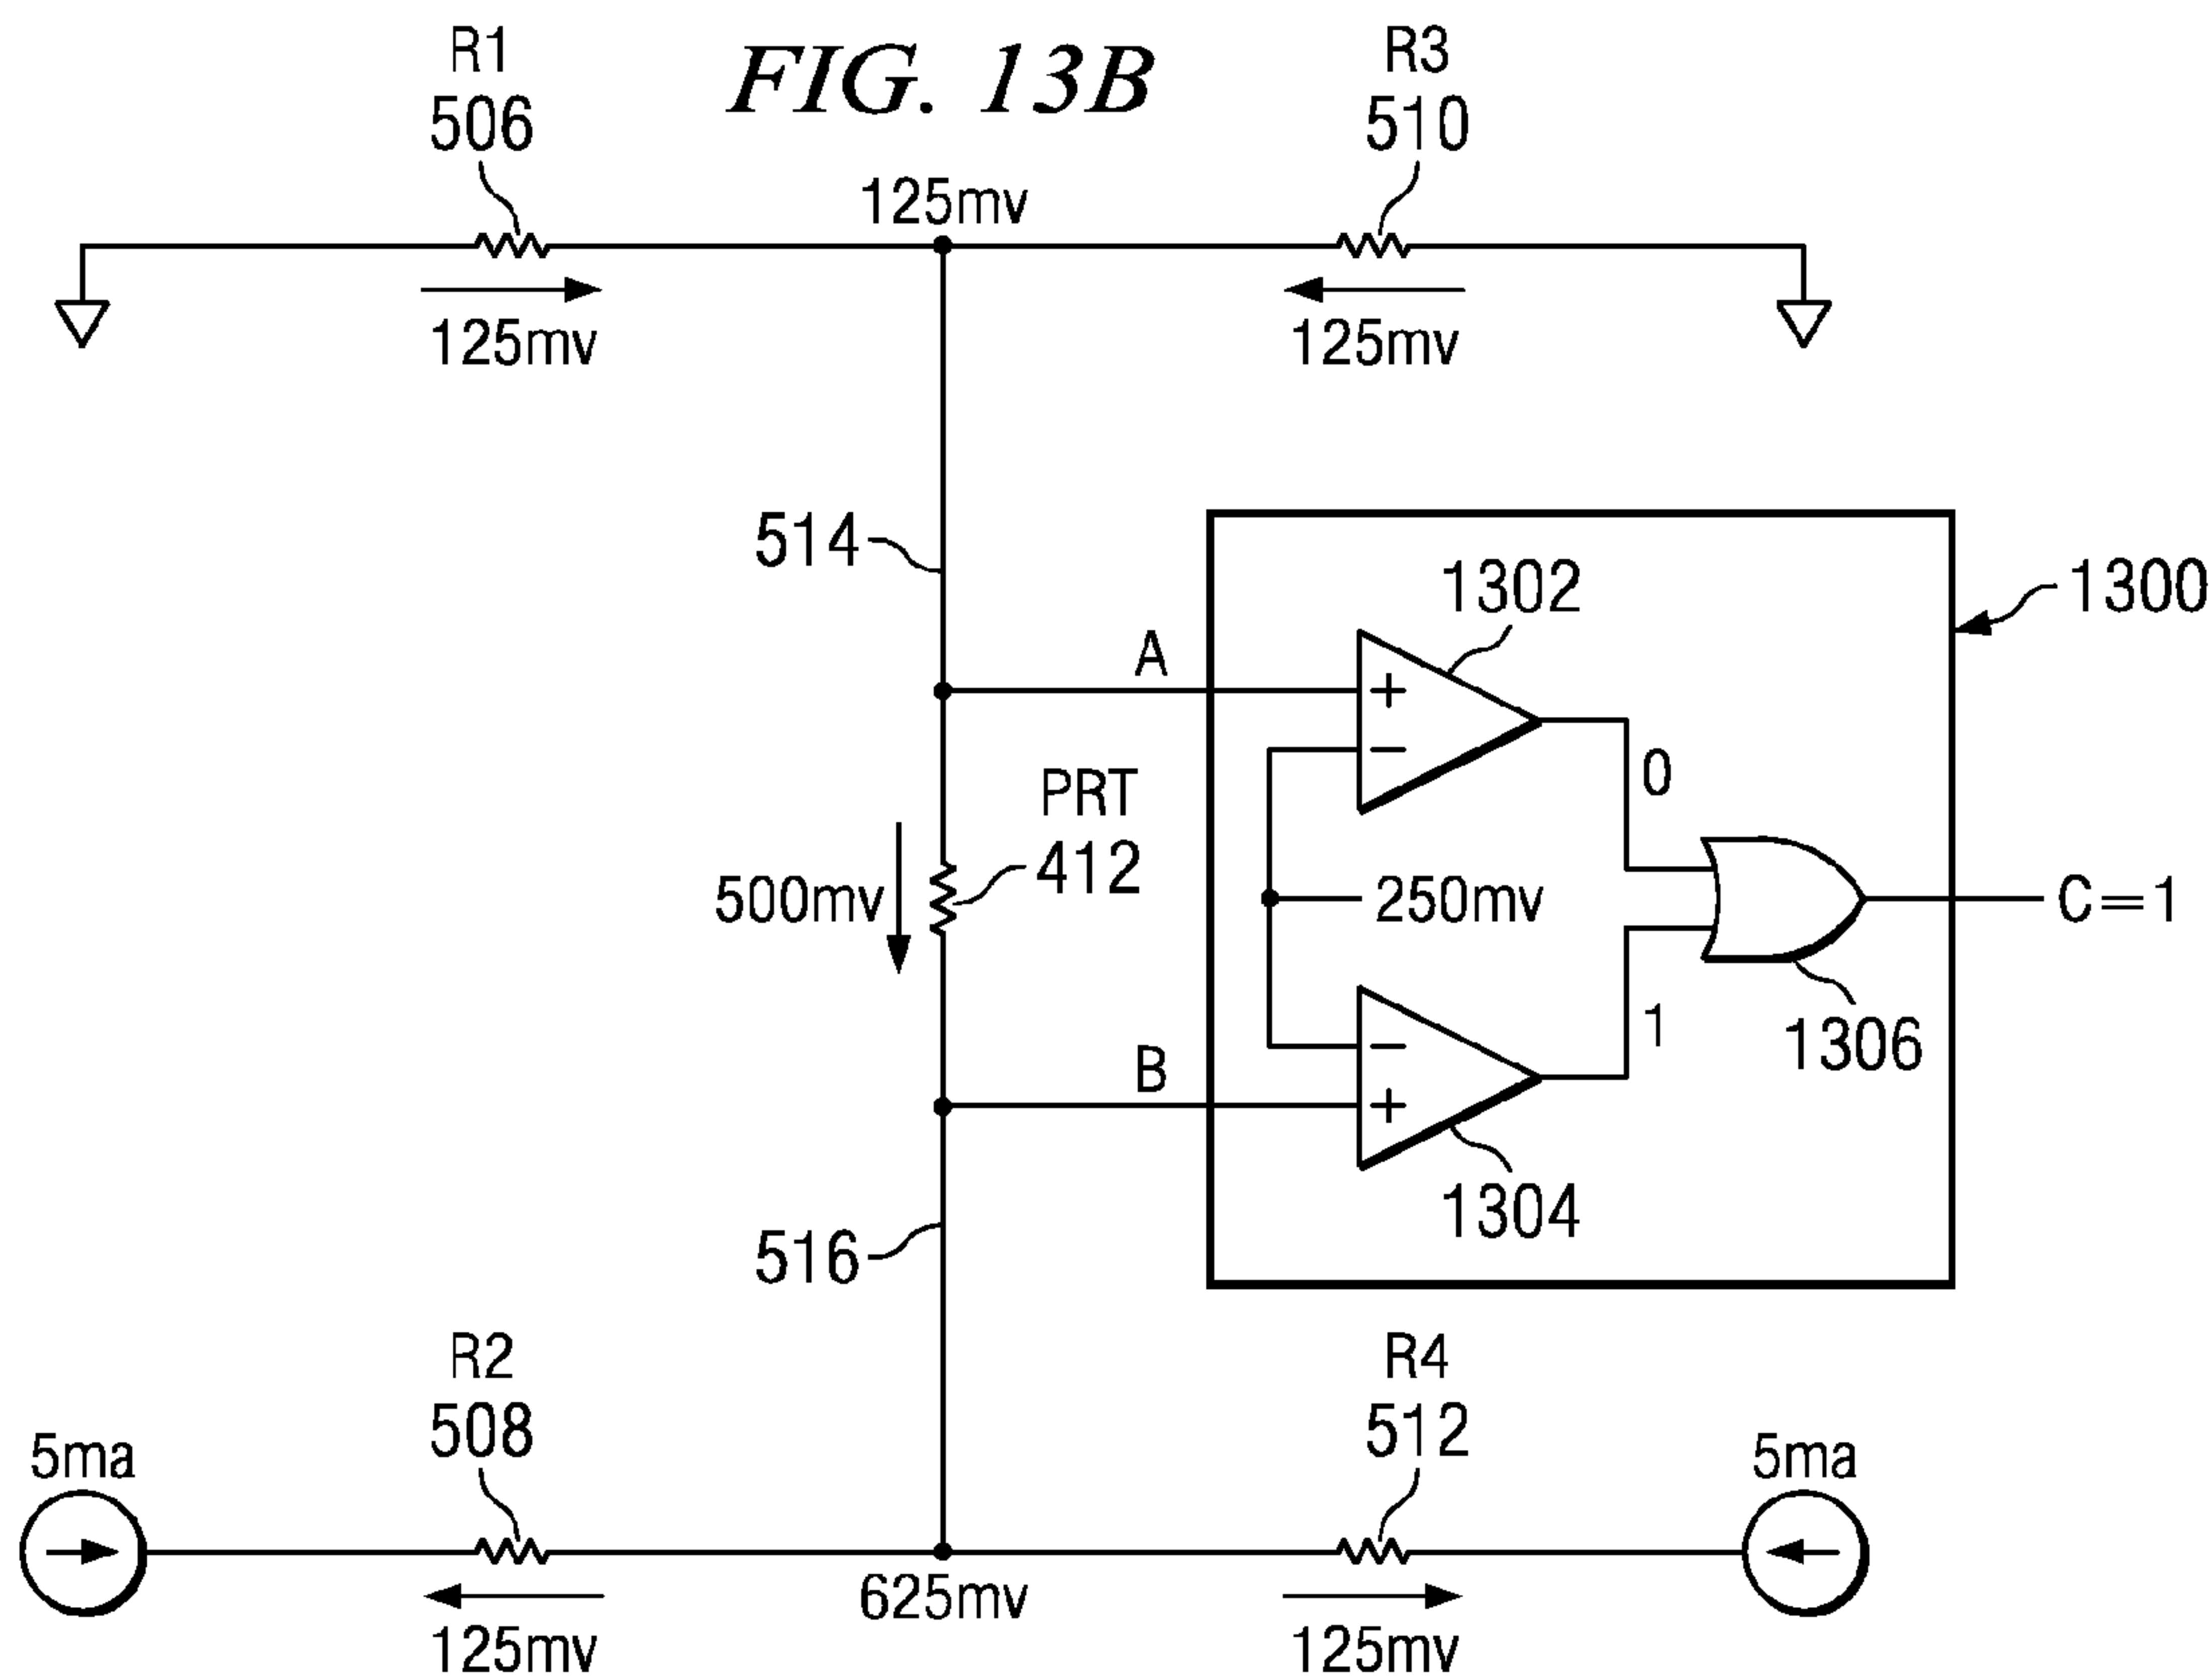 FIG. 13B
R1
506
R3
510
125mv
125mv
125mv
514
A
1302
1300
+
−
0
PRT
412
500mv
250mv
C=1
1306
1
B
−
+
1304
516
R2
508
R4
512
5ma
5ma
625mv
125mv
125mv